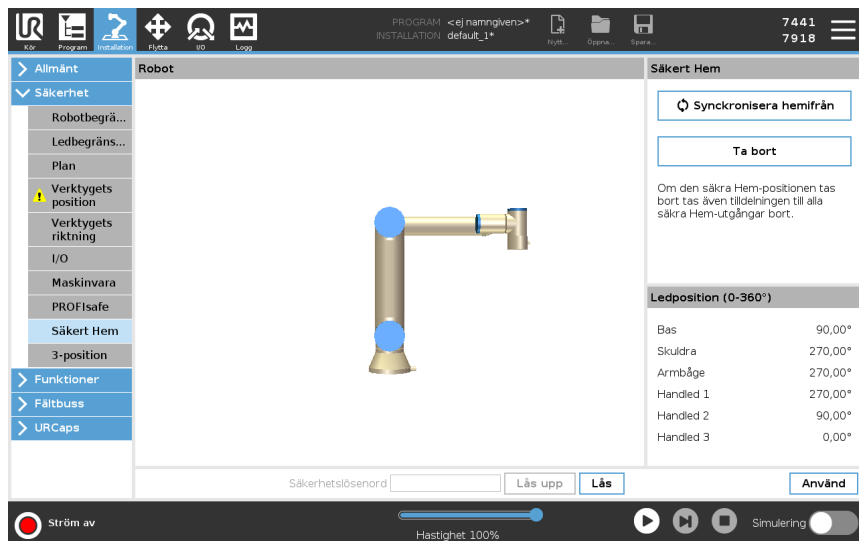 PROGRAM <ej namngiven>*
INSTALLATION default_1*
7441
7918
Kör
Program
Installation
Flytta
I/O
Logg
Nytt...
Öppna...
Spara...
Allmänt
Säkerhet
Robotbegrä...
Ledbegräns...
Plan
Verktygets
position
Verktygets
riktning
I/O
Maskinvara
PROFIsafe
Säkert Hem
3-position
Funktioner
Fältbuss
URCaps
Robot
Säkert Hem
Synckronisera hemifrån
Ta bort
Om den säkra Hem-positionen tas
bort tas även tilldelningen till alla
säkra Hem-utgångar bort.
Ledposition (0-360°)
Bas 90,00°
Skuldra 270,00°
Armbåge 270,00°
Handled 1 270,00°
Handled 2 90,00°
Handled 3 0,00°
Säkerhetslösenord Lås upp Lås
Använd
Ström av
Hastighet 100%
Simulering